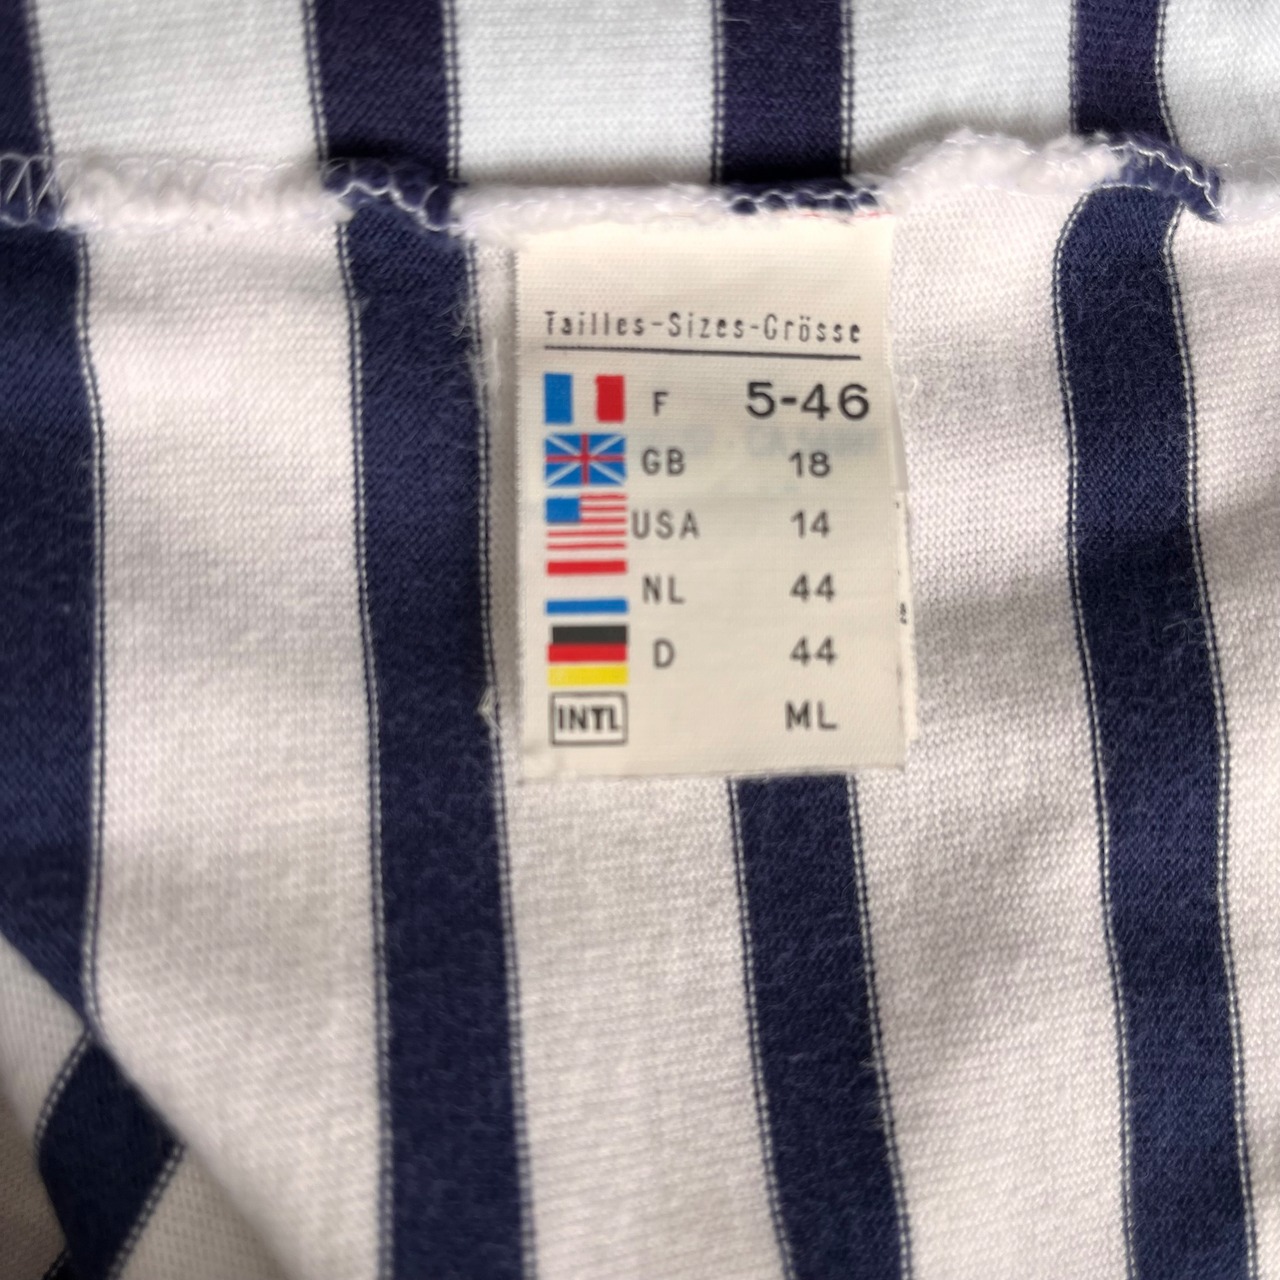 Tailles-Sizes-Grösse
F 5-46
GB 18
USA 14
NL 44
D 44
INTL ML